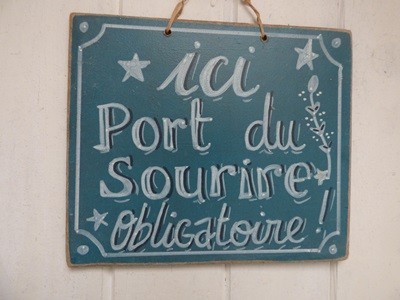 ici
Port du
Sourire
obligatoire !